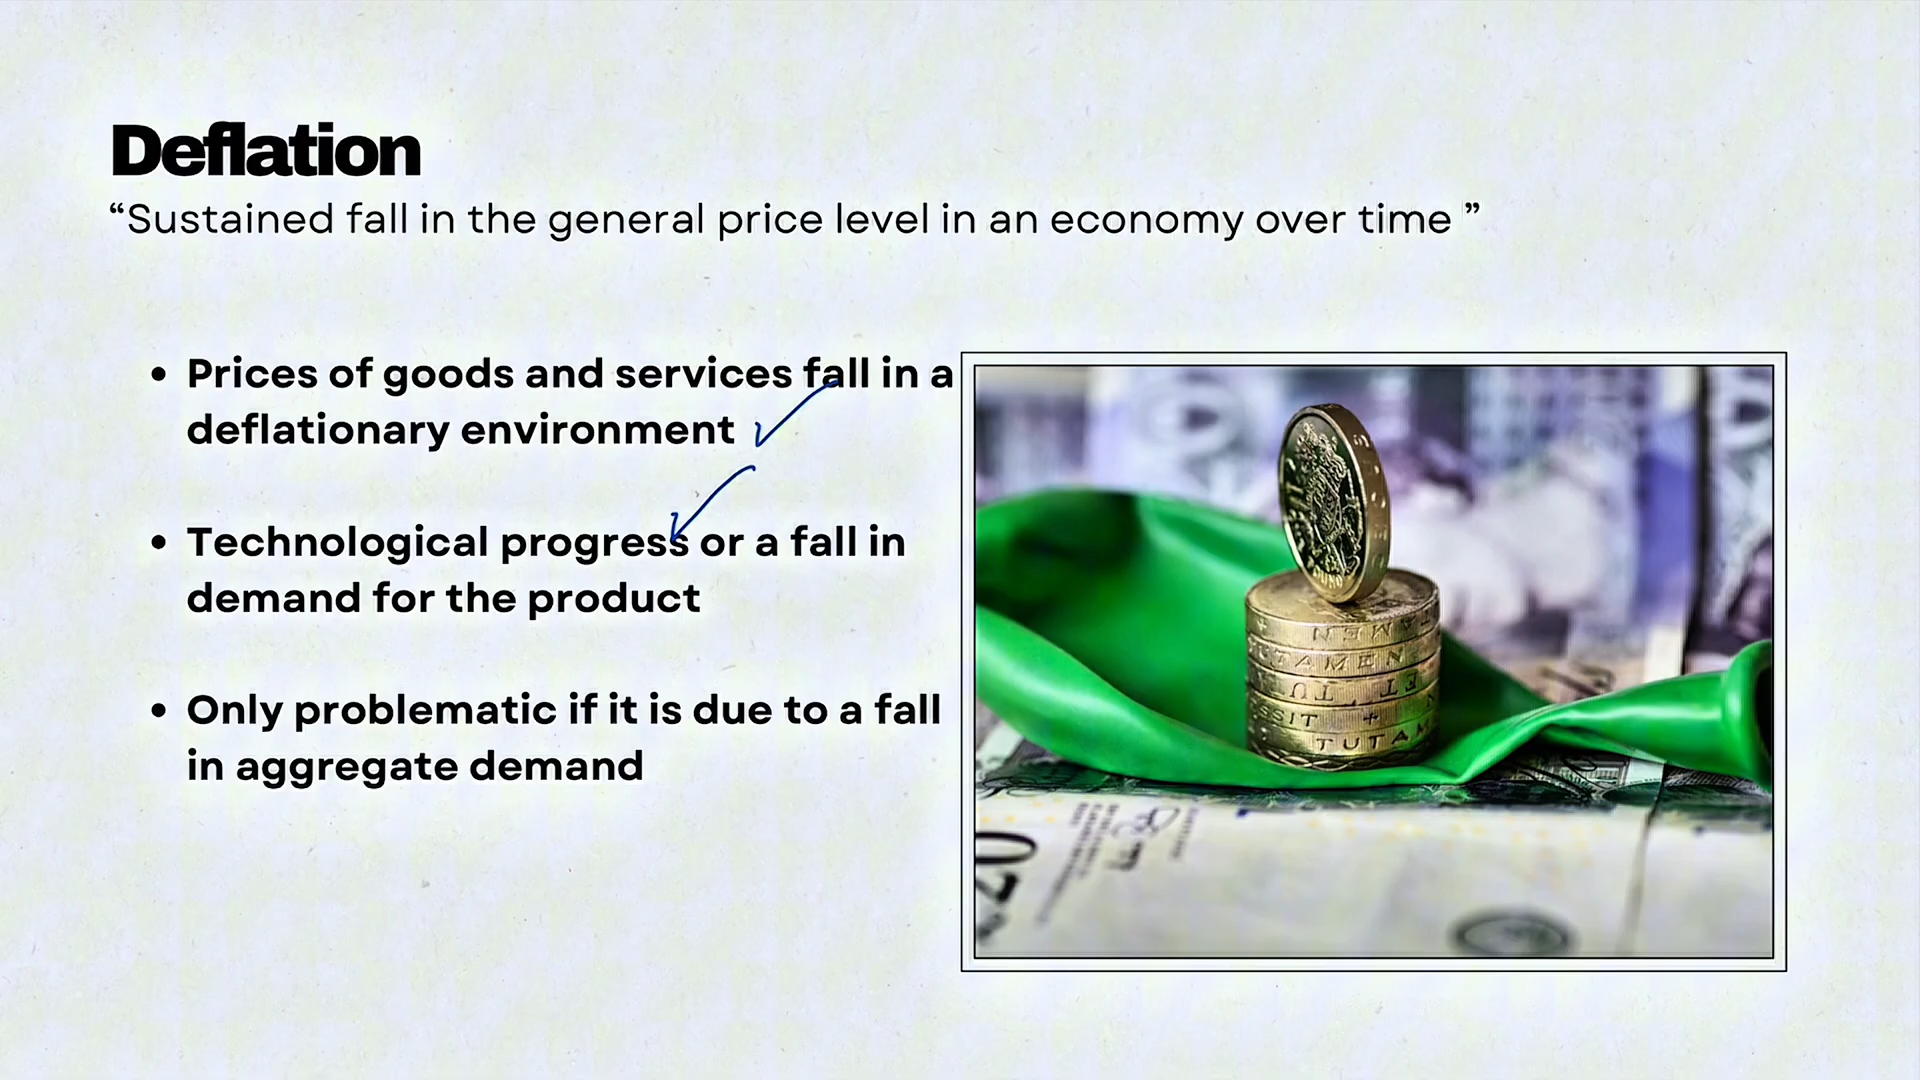 Deflation
“Sustained fall in the general price level in an economy over time ”
• Prices of goods and services fall in a
deflationary environment
• Technological progress or a fall in
demand for the product
• Only problematic if it is due to a fall
in aggregate demand
TUTAMEN
20